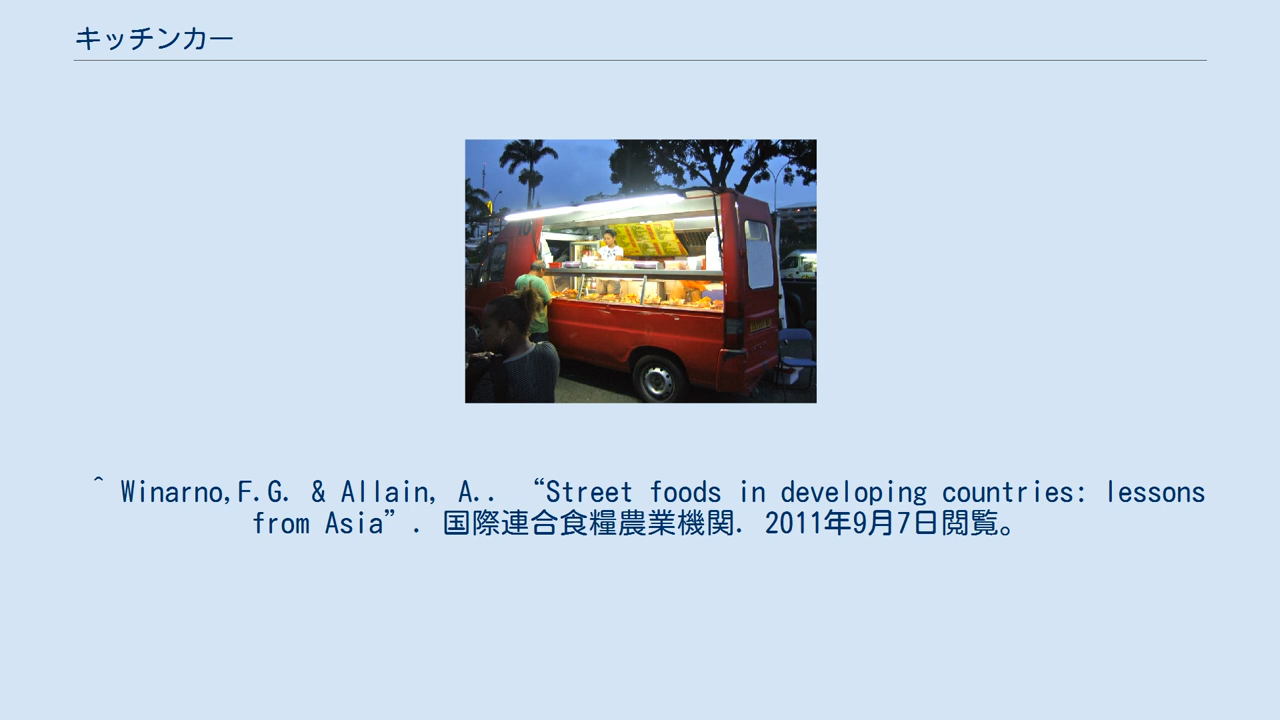 キッチンカー
^ Winarno,F.G. & Allain, A.. “Street foods in developing countries: lessons
from Asia”. 国際連合食糧農業機関. 2011年9月7日閲覧。